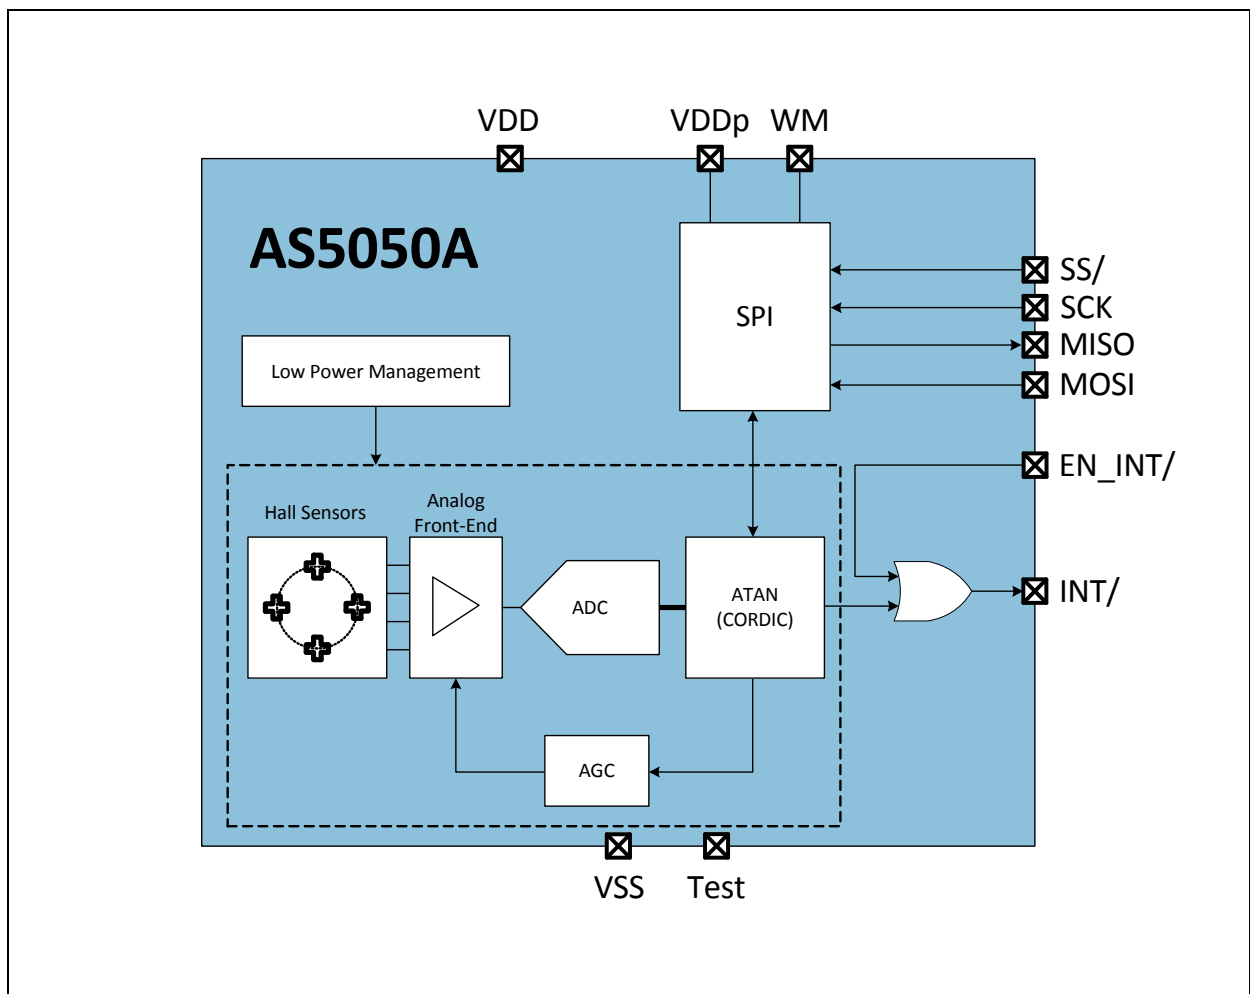 VDD
VDDp
WM
AS5050A
SPI
SS/
SCK
MISO
MOSI
Low Power Management
EN_INT/
Hall Sensors
Analog
Front-End
ADC
ATAN
(CORDIC)
INT/
AGC
VSS
Test